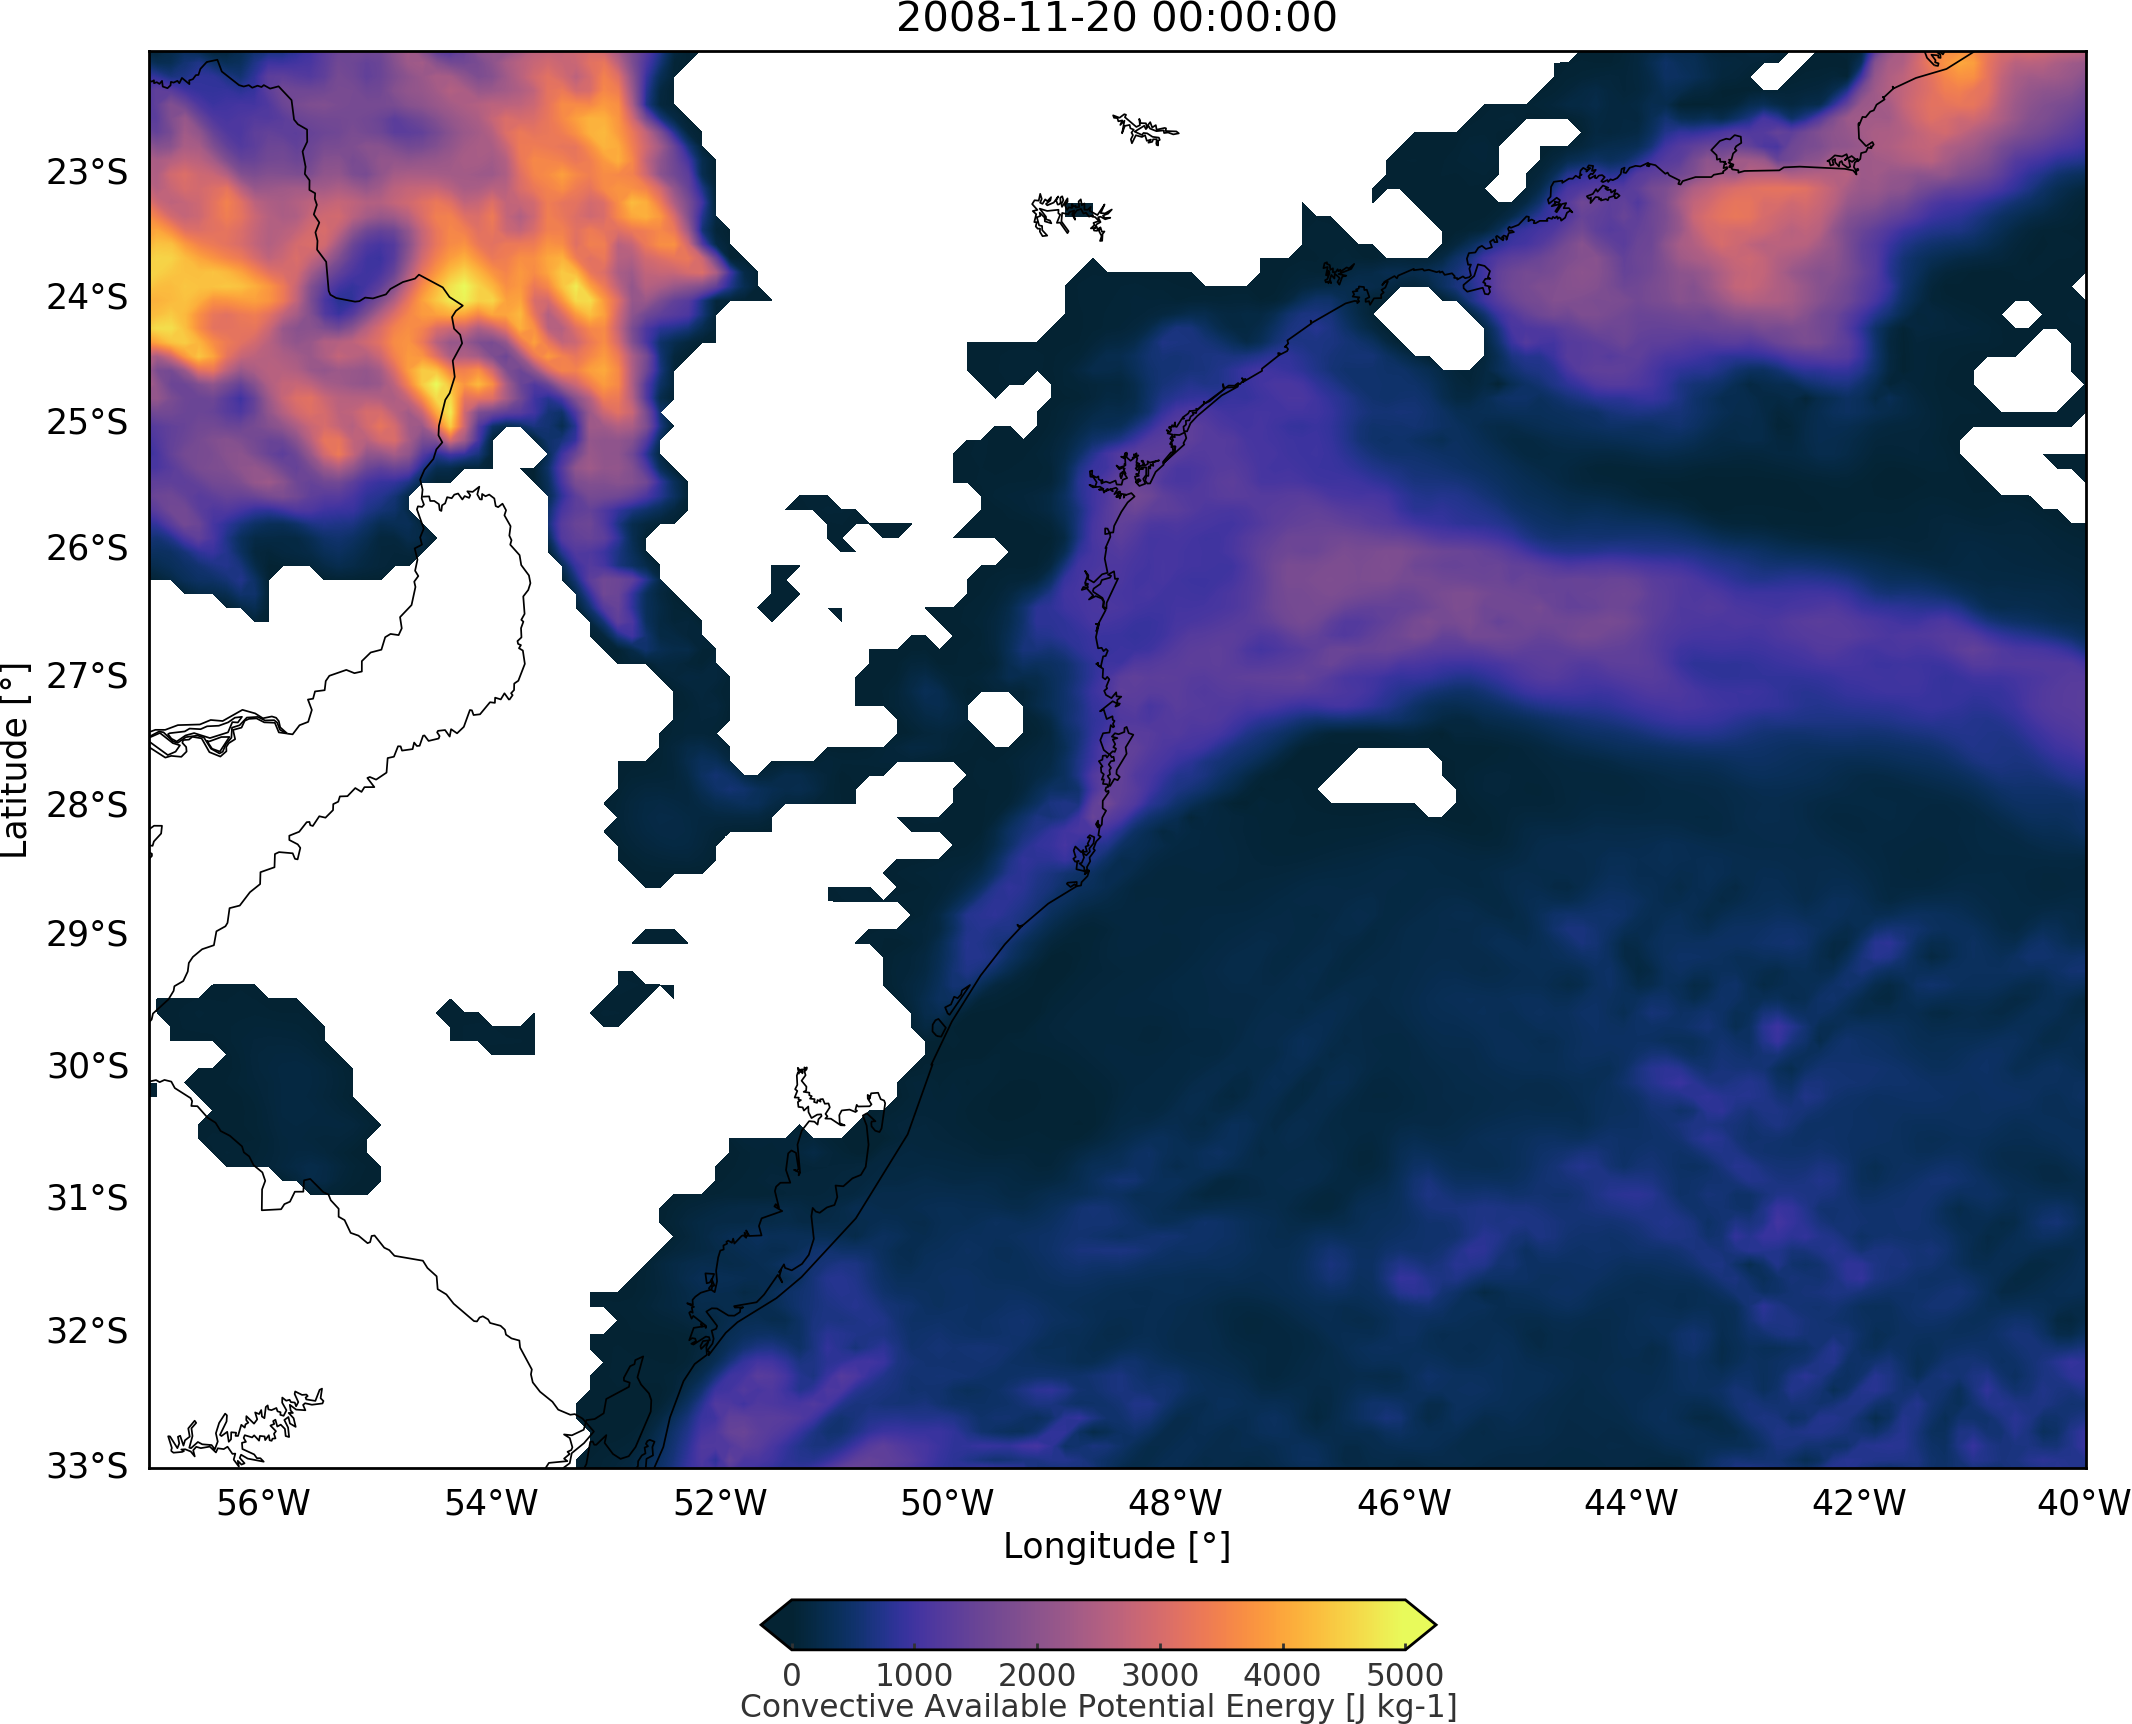 2008-11-20 00:00:00
23°S
24°S
25°S
26°S
27°S
28°S
29°S
30°S
31°S
32°S
33°S
Latitude [°]
56°W 54°W 52°W 50°W 48°W 46°W 44°W 42°W 40°W
Longitude [°]
0 1000 2000 3000 4000 5000
Convective Available Potential Energy [J kg-1]